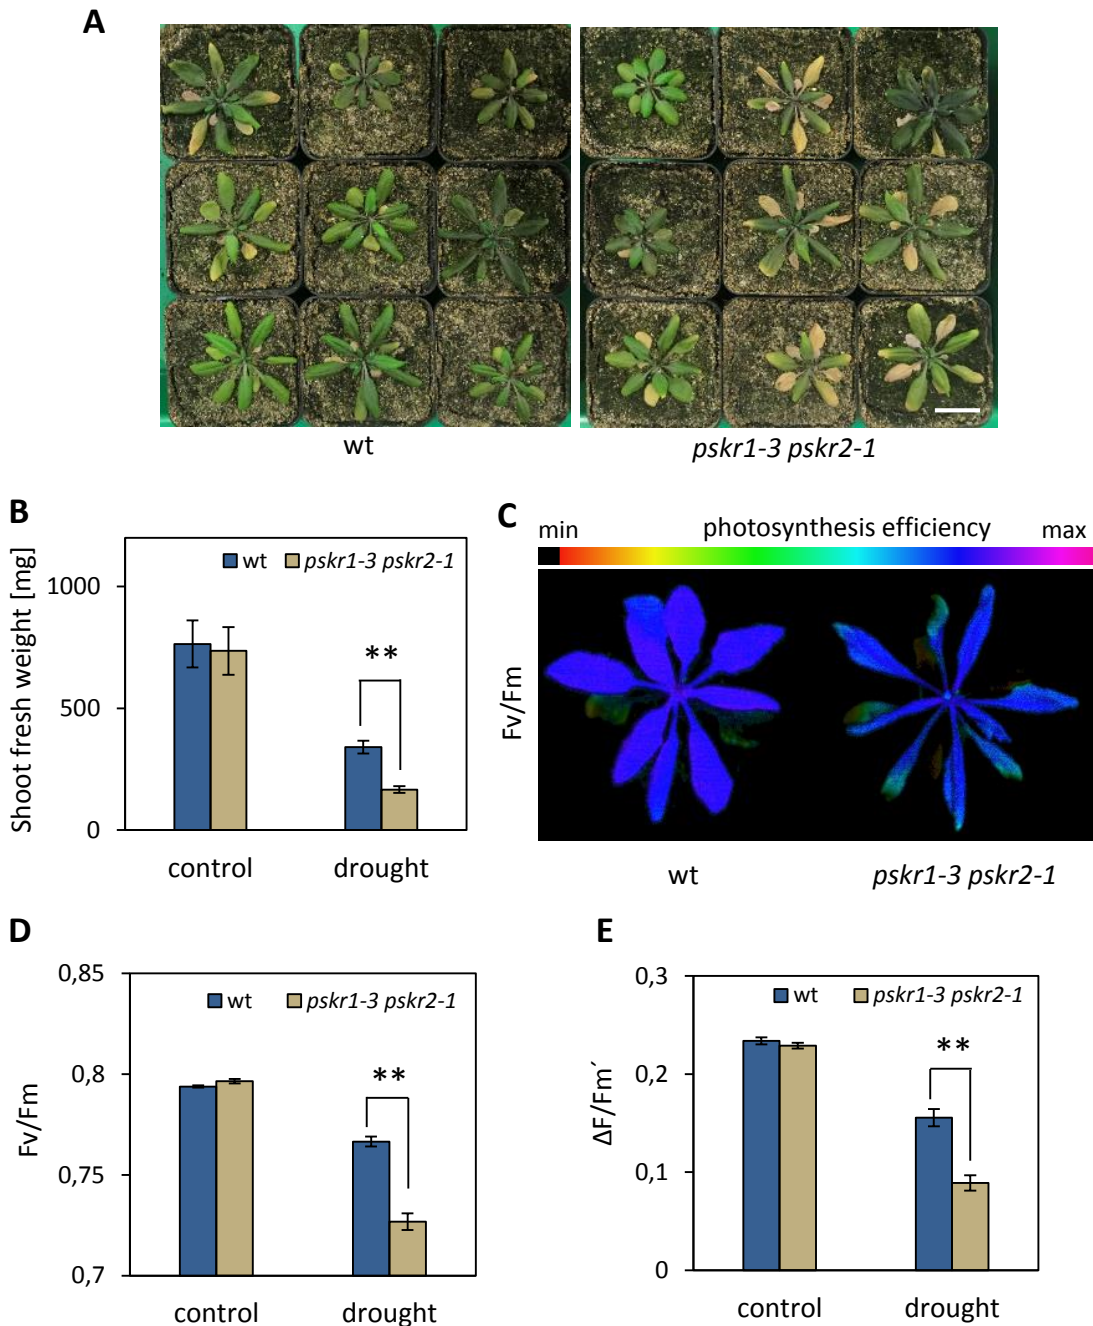 A
wt
pskr1-3 pskr2-1
B
Shoot fresh weight [mg]
1000
500
0
wt
pskr1-3 pskr2-1
**
control
drought
C
min
photosynthesis efficiency
max
Fv/Fm
wt
pskr1-3 pskr2-1
D
Fv/Fm
0,85
0,8
0,75
0,7
wt
pskr1-3 pskr2-1
**
control
drought
E
ΔF/Fm´
0,3
0,2
0,1
0
wt
pskr1-3 pskr2-1
**
control
drought